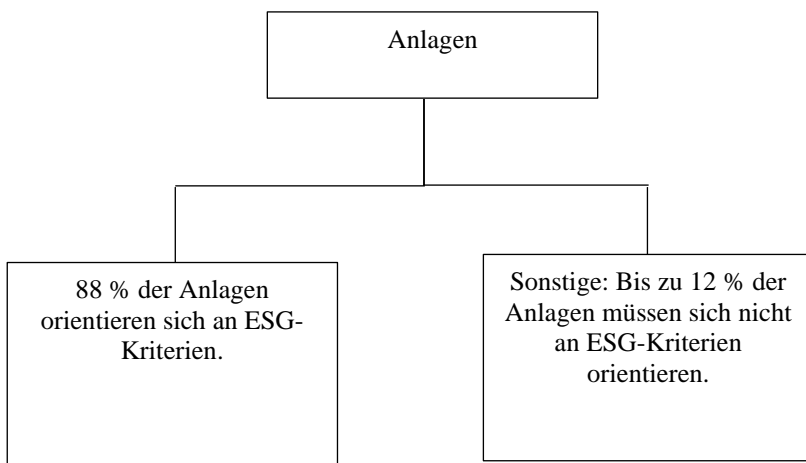 Anlagen
88 % der Anlagen
orientieren sich an ESG-
Kriterien.
Sonstige: Bis zu 12 % der
Anlagen müssen sich nicht
an ESG-Kriterien
orientieren.